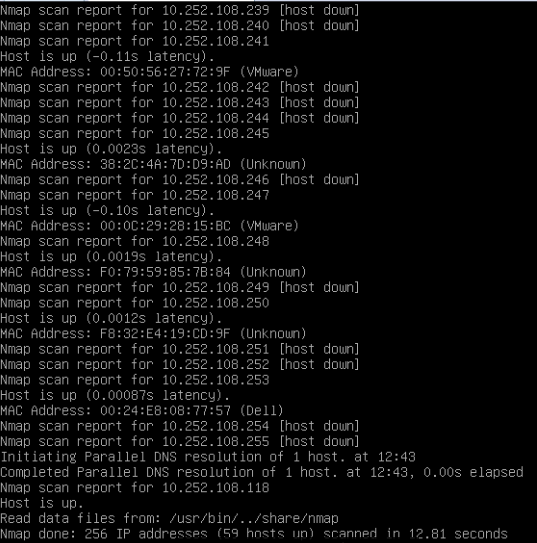 Nmap scan report for 10.252.108.239 [host down]
Nmap scan report for 10.252.108.240 [host down]
Nmap scan report for 10.252.108.241
Host is up (-0.11s latency).
MAC Address: 00:50:56:27:72:9F (VMware)
Nmap scan report for 10.252.108.242 [host down]
Nmap scan report for 10.252.108.243 [host down]
Nmap scan report for 10.252.108.244 [host down]
Nmap scan report for 10.252.108.245
Host is up (0.0023s latency).
MAC Address: 38:2C:4A:7D:D9:AD (Unknown)
Nmap scan report for 10.252.108.246 [host down]
Nmap scan report for 10.252.108.247
Host is up (-0.10s latency).
MAC Address: 00:0C:29:28:15:BC (VMware)
Nmap scan report for 10.252.108.248
Host is up (0.0019s latency).
MAC Address: F0:79:59:85:7B:84 (Unknown)
Nmap scan report for 10.252.108.249 [host down]
Nmap scan report for 10.252.108.250
Host is up (0.0012s latency).
MAC Address: F8:32:E4:19:CD:9F (Unknown)
Nmap scan report for 10.252.108.251 [host down]
Nmap scan report for 10.252.108.252 [host down]
Nmap scan report for 10.252.108.253
Host is up (0.00087s latency).
MAC Address: 00:24:E8:08:77:57 (Dell)
Nmap scan report for 10.252.108.254 [host down]
Nmap scan report for 10.252.108.255 [host down]
Initiating Parallel DNS resolution of 1 host. at 12:43
Completed Parallel DNS resolution of 1 host. at 12:43, 0.00s elapsed
Nmap scan report for 10.252.108.118
Host is up.
Read data files from: /usr/bin/../share/nmap
Nmap done: 256 IP addresses (59 hosts up) scanned in 12.81 seconds